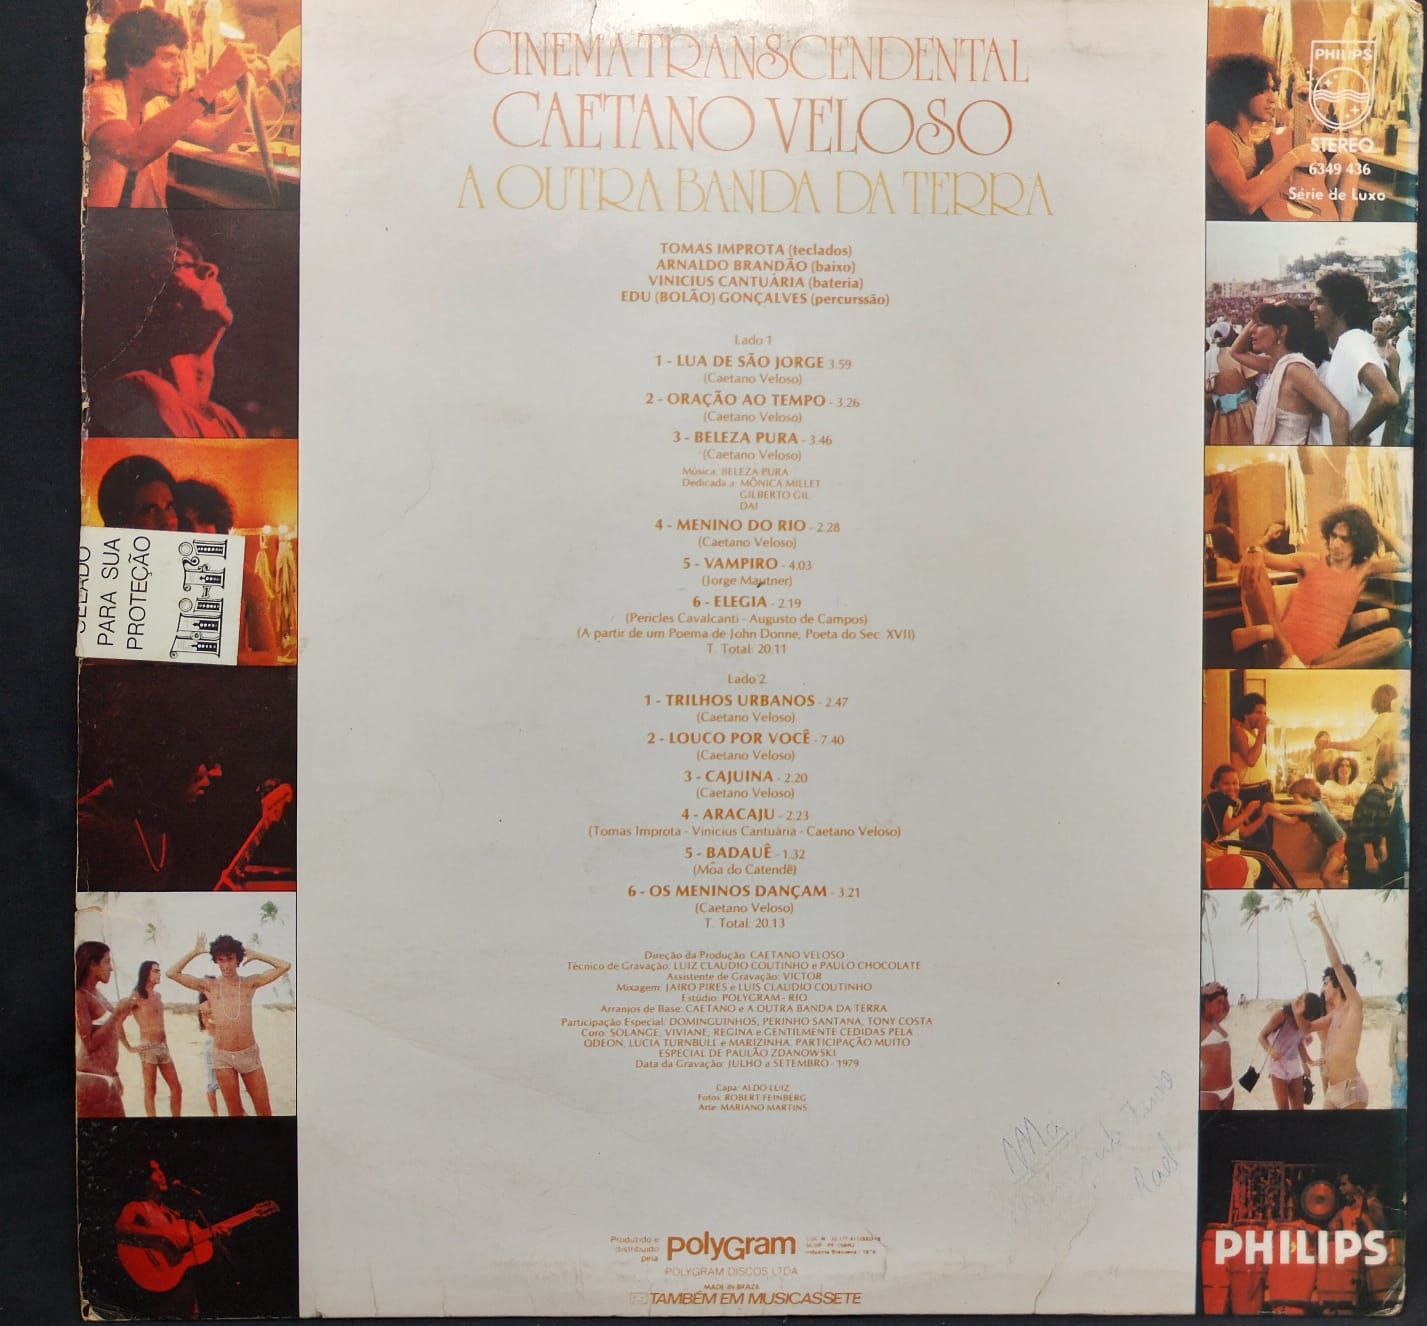 CINEMA TRANSCENDENTAL
CAETANO VELOSO
A OUTRA BANDA DA TERRA
TOMAS IMPROTA (teclados)
ARNALDO BRANDÃO (baixo)
VINICIUS CANTUÁRIA (bateria)
EDU (BOLÃO) GONÇALVES (percurssão)
Lado 1
1 - LUA DE SÃO JORGE 3.59
(Caetano Veloso)
2 - ORAÇÃO AO TEMPO - 3.26
(Caetano Veloso)
3 - BELEZA PURA - 3.46
(Caetano Veloso)
Música: BELEZA PURA
Dedicada a: MÔNICA MILLET
GILBERTO GIL
DAI
4 - MENINO DO RIO - 2.28
(Caetano Veloso)
5 - VAMPIRO - 4.03
(Jorge Mautner)
6 - ELEGIA - 2.19
(Pericles Cavalcanti - Augusto de Campos)
(A partir de um Poema de John Donne, Poeta do Sec. XVII)
T. Total: 20.11
Lado 2
1 - TRILHOS URBANOS - 2.47
(Caetano Veloso)
2 - LOUCO POR VOCÊ - 7.40
(Caetano Veloso)
3 - CAJUINA - 2.20
(Caetano Veloso)
4 - ARACAJU - 2.23
(Tomas Improta - Vinicius Cantuária - Caetano Veloso)
5 - BADAUÊ - 1.32
(Môa do Catendê)
6 - OS MENINOS DANÇAM - 3.21
(Caetano Veloso)
T. Total: 20.13
Direção da Produção: CAETANO VELOSO
Técnico de Gravação: LUIZ CLAUDIO COUTINHO e PAULO CHOCOLATE
Assistente de Gravação: VICTOR
Mixagem: JAIRO PIRES e LUIS CLAUDIO COUTINHO
Estúdio: POLYGRAM - RIO
Arranjos de Base: CAETANO e A OUTRA BANDA DA TERRA
Participação Especial: DOMINGUINHOS, PERINHO SANTANA, TONY COSTA
Coro: SOLANGE, VIVIANE, REGINA e GENTILMENTE CEDIDAS PELA
ODEON, LUCIA TURNBULL e MARIZINHA. PARTICIPAÇÃO MUITO
ESPECIAL DE PAULÃO ZDANOWSKI
Data da Gravação: JULHO a SETEMBRO - 1979
Capa: ALDO LUIZ
Fotos: ROBERT FEINBERG
Arte: MARIANO MARTINS
Produzido e
distribuído
pela
polyGram
POLYGRAM DISCOS LTDA
MADE IN BRAZIL
TAMBÉM EM MUSICASSETE
PHILIPS
STEREO
6349 436
Série de Luxo
PHILIPS
SELADO
PARA SUA
PROTEÇÃO